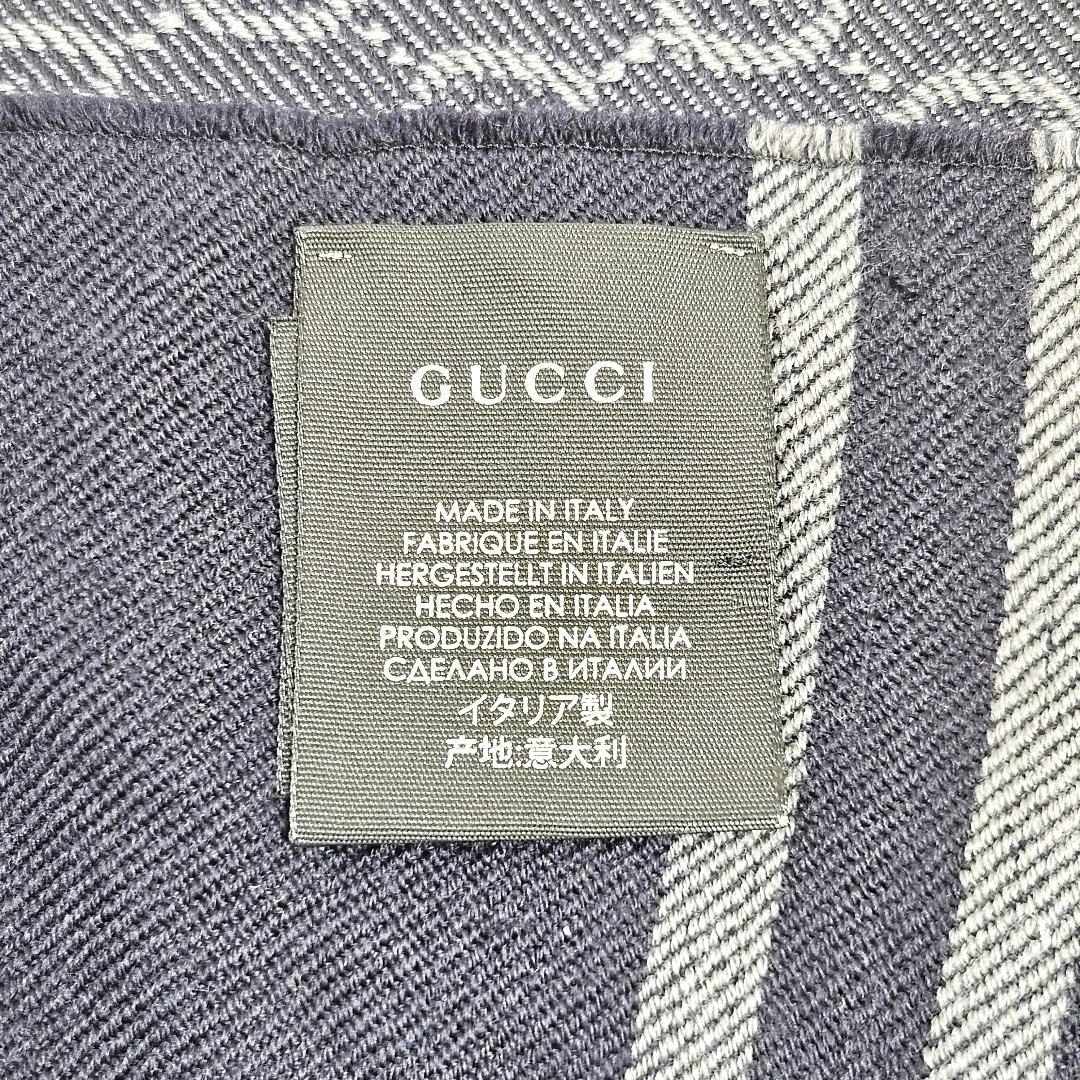 GUCCI
MADE IN ITALY
FABRIQUE EN ITALIE
HERGESTELLT IN ITALIEN
HECHO EN ITALIA
PRODUZIDO NA ITALIA
СДЕЛАНО В ИТАЛИИ
イタリア製
产地:意大利